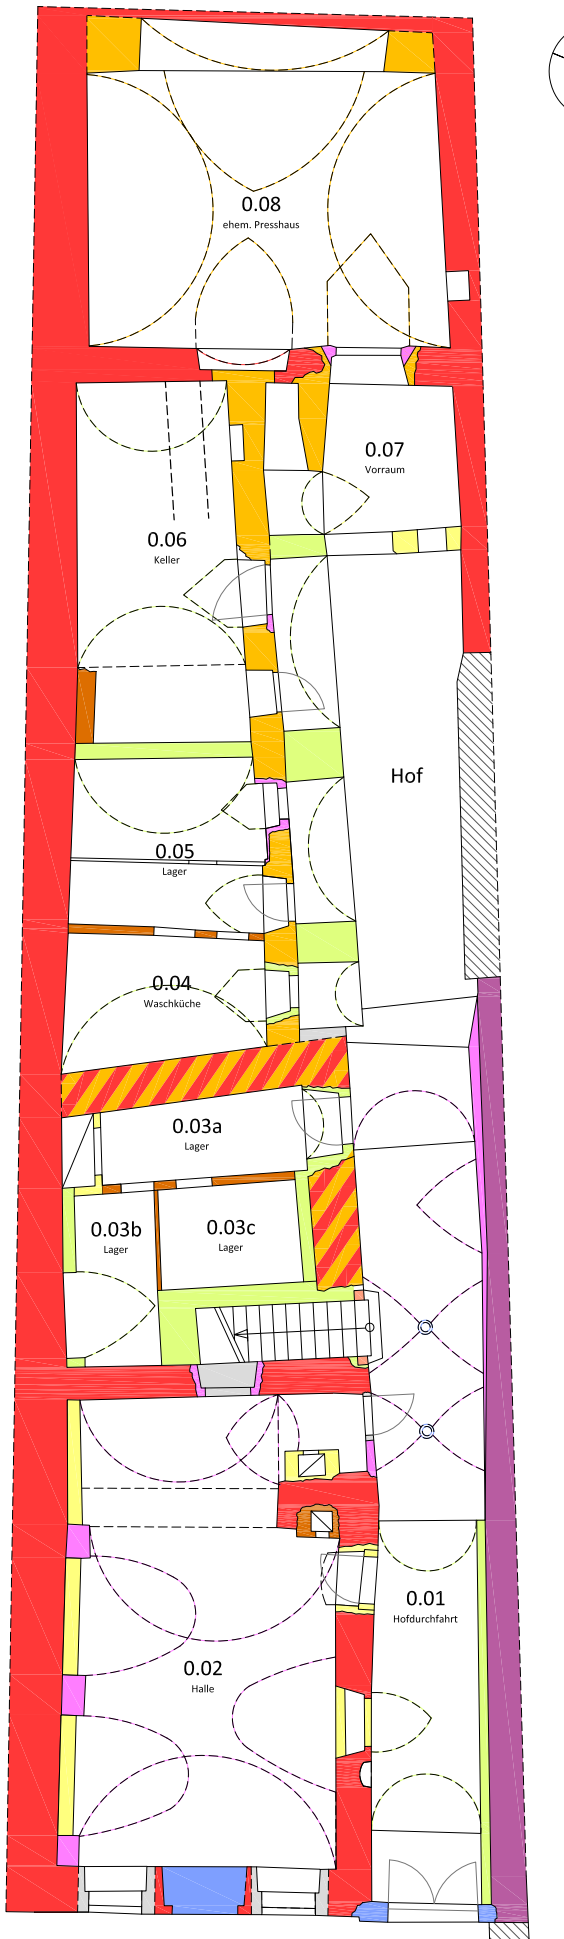 0.08
ehem. Presshaus
0.07
Vorraum
0.06
Keller
Hof
0.05
Lager
0.04
Waschküche
0.03a
Lager
0.03b
Lager
0.03c
Lager
0.01
Hofdurchfahrt
0.02
Halle